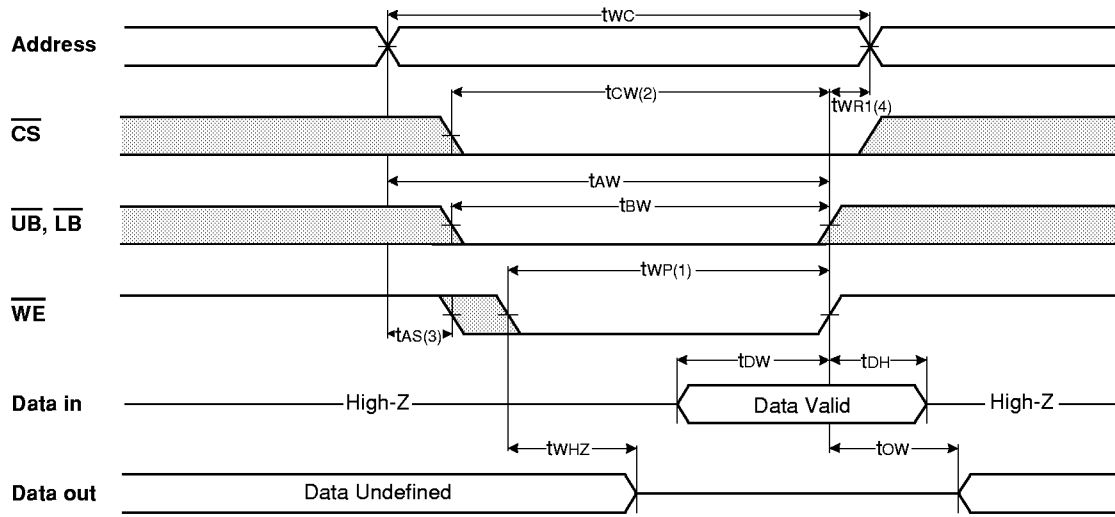 tWC
Address
tCW(2)
tWR1(4)
CS
tAW
UB, LB
tBW
tWP(1)
WE
tAS(3)
tDW
tDH
Data in
High-Z
Data Valid
High-Z
tWHZ
tOW
Data out
Data Undefined